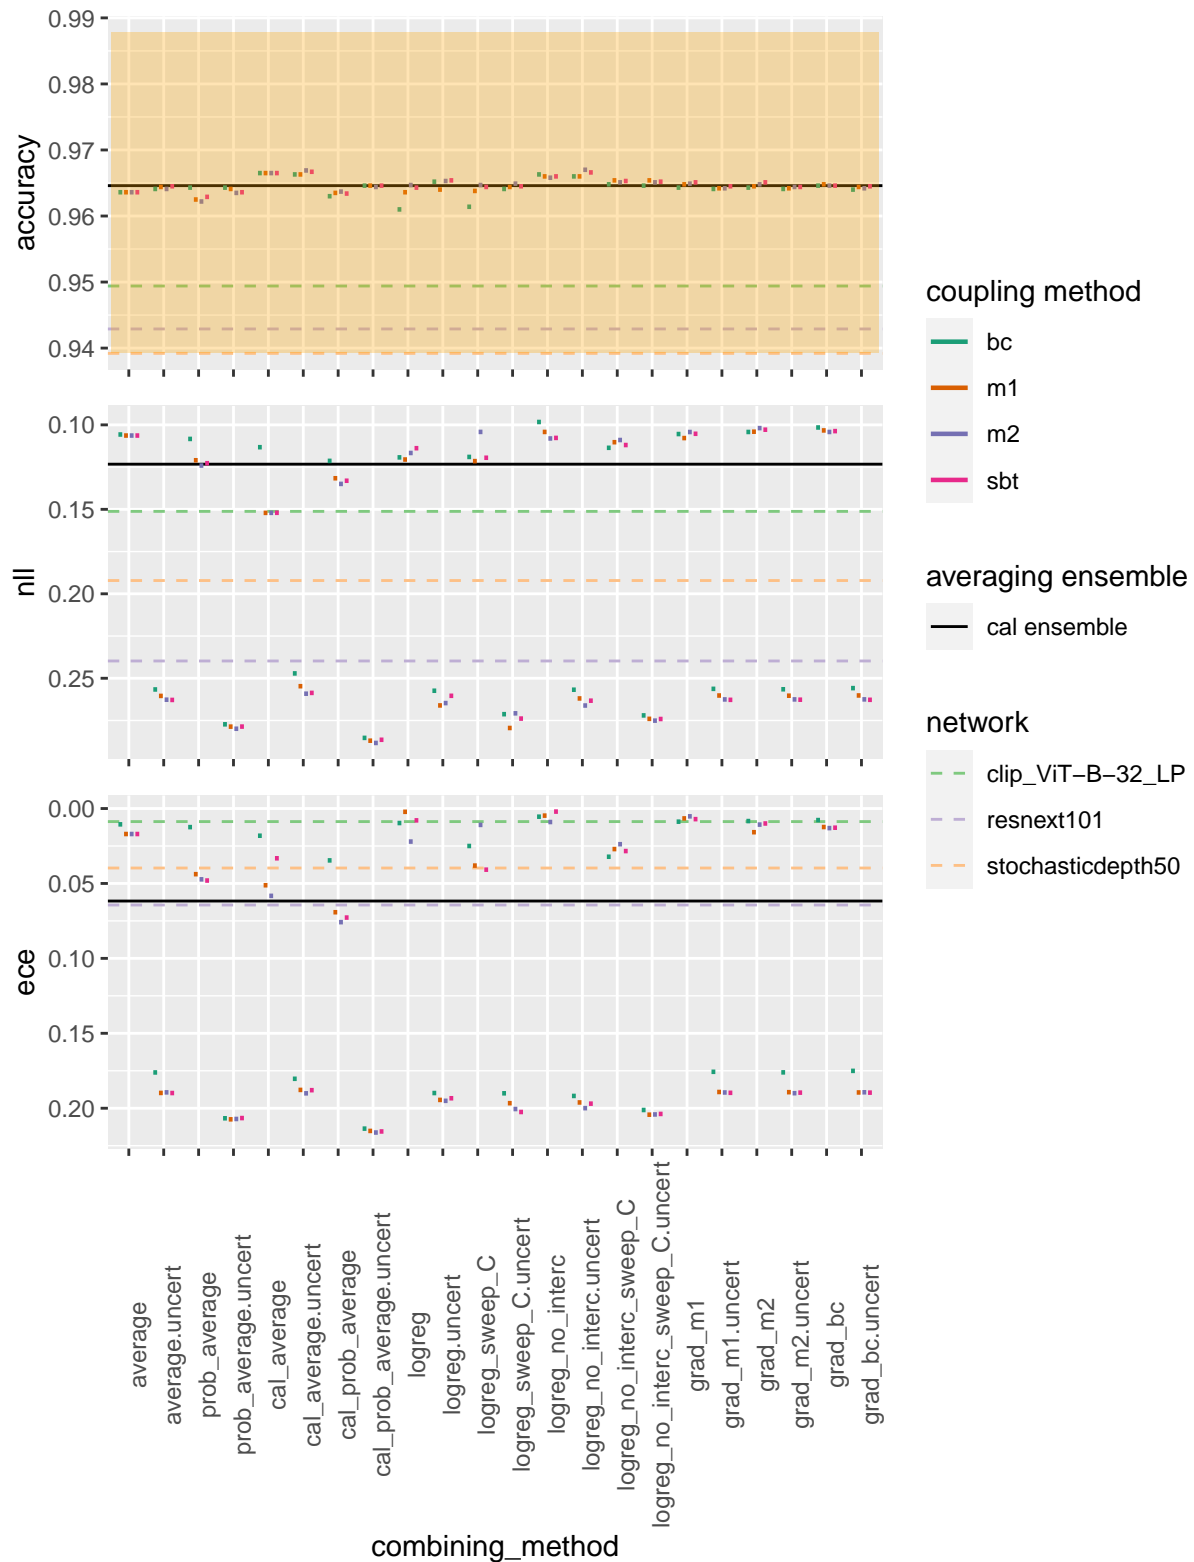 0.99
0.98
0.97
0.96
0.95
0.94
accuracy
0.10
0.15
0.20
0.25
nll
0.00
0.05
0.10
0.15
0.20
ece
average
average.uncert
prob_average
prob_average.uncert
cal_average
cal_average.uncert
cal_prob_average
cal_prob_average.uncert
logreg
logreg.uncert
logreg_sweep_C
logreg_sweep_C.uncert
logreg_no_interc
logreg_no_interc.uncert
logreg_no_interc_sweep_C
logreg_no_interc_sweep_C.uncert
grad_m1
grad_m1.uncert
grad_m2
grad_m2.uncert
grad_bc
grad_bc.uncert
combining_method
coupling method
bc
m1
m2
sbt
averaging ensemble
cal ensemble
network
clip_ViT−B−32_LP
resnext101
stochasticdepth50